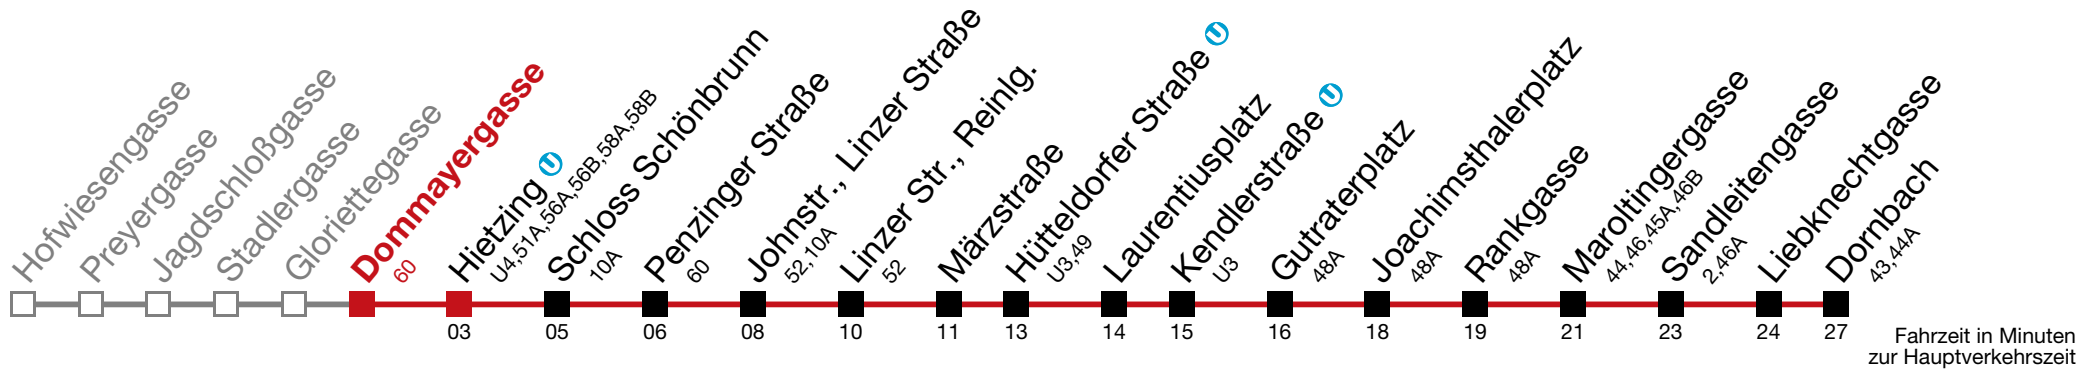 Hofwiesengasse
Preyergasse
Jagdschloßgasse
Stadlergasse
Gloriettegasse
Dommayergasse
60
Hietzing U
U4,51A,56A,56B,58A,58B
03
Schloss Schönbrunn
10A
05
Penzinger Straße
60
06
Johnstr., Linzer Straße
52,10A
08
Linzer Str., Reinlg.
52
10
Märzstraße
11
Hütteldorfer Straße U
U3,49
13
Laurentiusplatz
14
Kendlerstraße U
U3
15
Gutraterplatz
48A
16
Joachimsthalerplatz
48A
18
Rankgasse
48A
19
Maroltingergasse
44,46,45A,46B
21
Sandleitengasse
2,46A
23
Liebknechtgasse
24
Dornbach
43,44A
27
Fahrzeit in Minuten
zur Hauptverkehrszeit